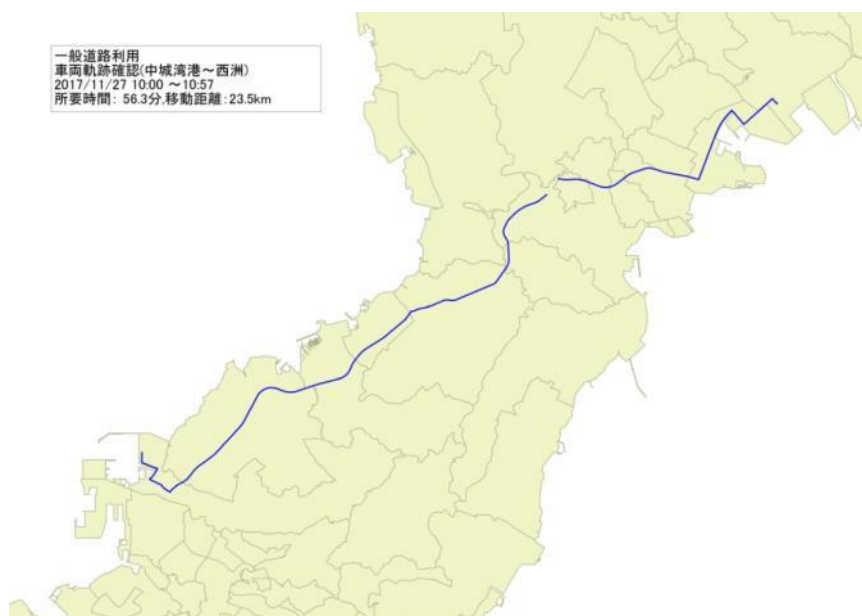 一般道路利用
車両軌跡確認(中城湾港～西洲)
2017/11/27 10:00 ～10:57
所要時間： 56.3分,移動距離：23.5km